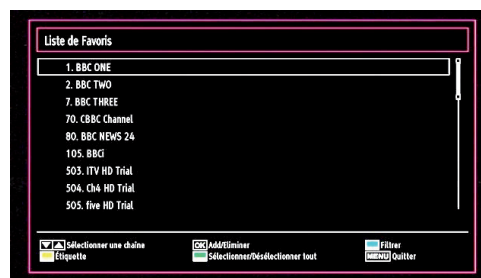 Liste de Favoris
1. BBC ONE
2. BBC TWO
7. BBC THREE
70. CBBC Channel
80. BBC NEWS 24
105. BBCi
503. ITV HD Trial
504. Ch4 HD Trial
505. five HD Trial
Sélectionner une chaîne OK Add/Eliminer Filtrer
Étiquette Sélectionner/Désélectionner tout MENU Quitter